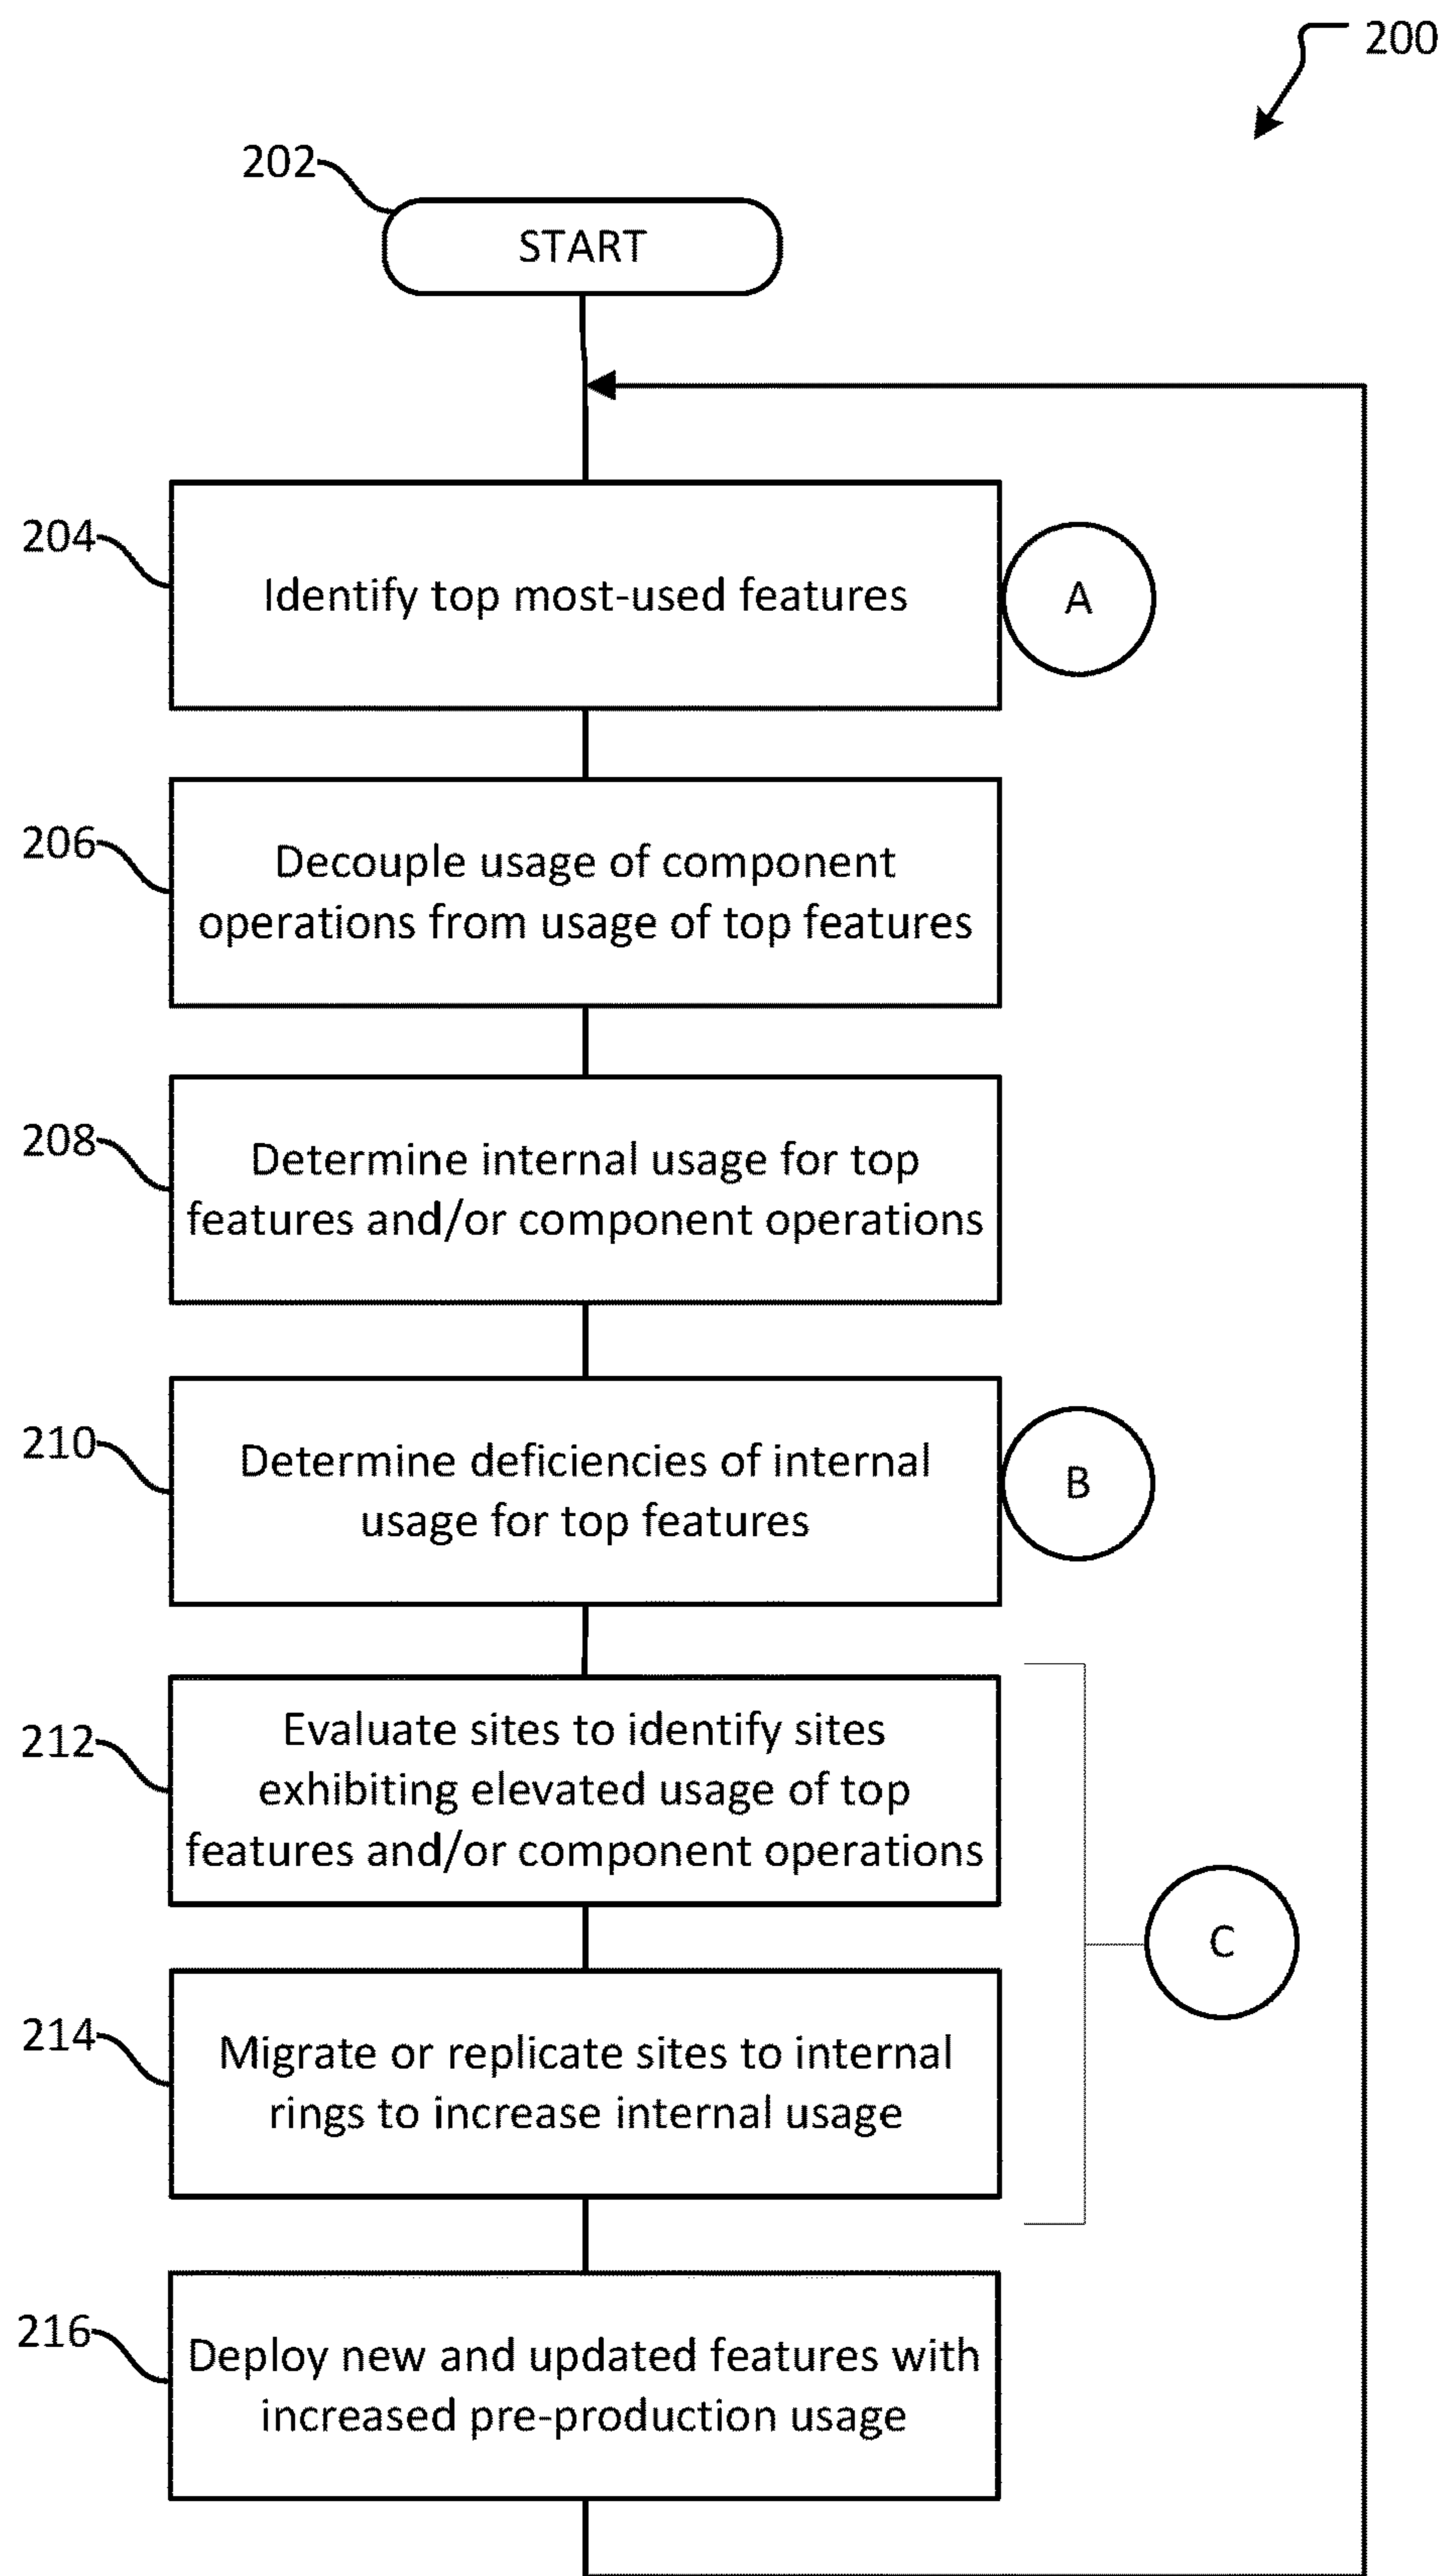 200
202
START
204
Identify top most-used features
A
206
Decouple usage of component
operations from usage of top features
208
Determine internal usage for top
features and/or component operations
210
Determine deficiencies of internal
usage for top features
B
212
Evaluate sites to identify sites
exhibiting elevated usage of top
features and/or component operations
C
214
Migrate or replicate sites to internal
rings to increase internal usage
216
Deploy new and updated features with
increased pre-production usage